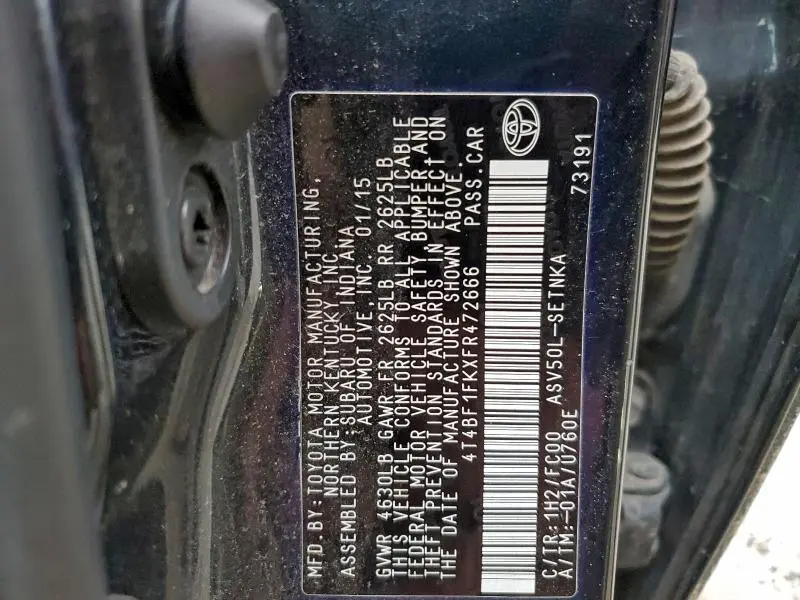 MFD.BY:TOYOTA MOTOR MANUFACTURING,
NORTHERN KENTUCKY, INC.
ASSEMBLED BY:SUBARU OF INDIANA
AUTOMOTIVE,INC. 01/15
GVWR 4630LB GAWR FR 2625LB RR 2625LB
THIS VEHICLE CONFORMS TO ALL APPLICABLE
FEDERAL MOTOR VEHICLE SAFETY, BUMPER AND
THEFT PREVENTION STANDARDS IN EFFECT ON
THE DATE OF MANUFACTURE SHOWN ABOVE.
4T4BF1FKXFR472666 PASS.CAR
C/TR:1H2/FC00 ASV50L-SETNKA 73191
A/TM:-01A/U760E